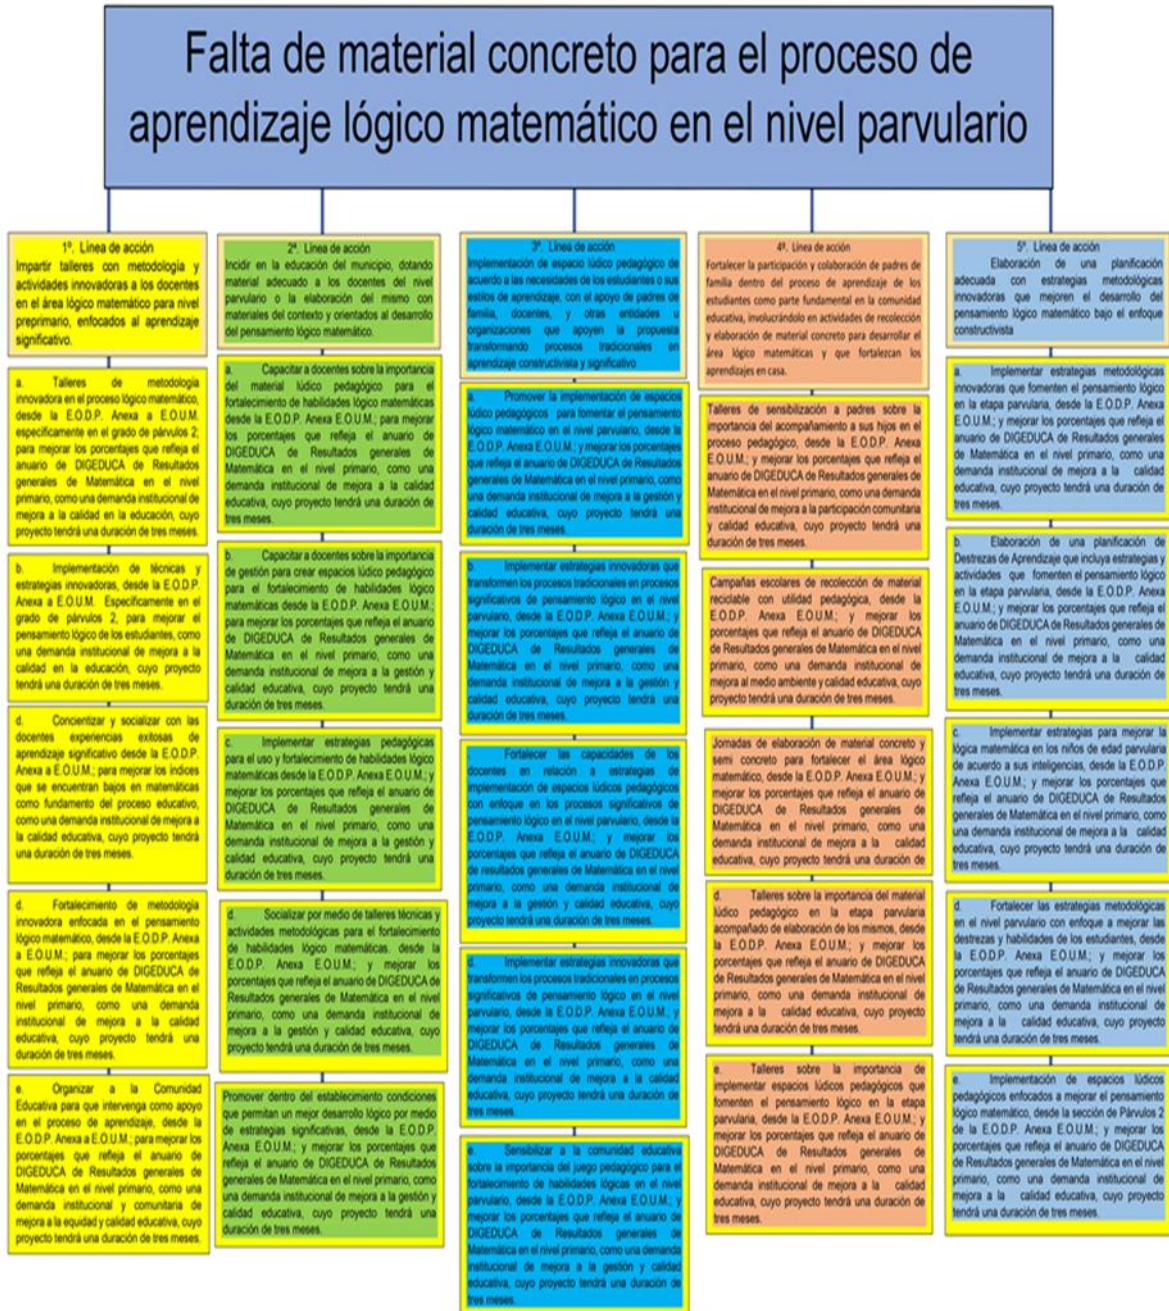 Falta de material concreto para el proceso de
aprendizaje lógico matemático en el nivel parvulario
1º. Línea de acción
Impartir talleres con metodología y
actividades innovadoras a los docentes
en el área lógico matemático para nivel
preprimario, enfocados al aprendizaje
significativo.
a. Talleres de metodología
innovadora en el proceso lógico matemático,
desde la E.O.D.P. Anexa a E.O.U.M.
específicamente en el grado de párvulos 2;
para mejorar los porcentajes que refleja el
anuario de DIGEDUCA de Resultados
generales de Matemática en el nivel
primario, como una demanda institucional de
mejora a la calidad en la educación, cuyo
proyecto tendrá una duración de tres meses.
b. Implementación de técnicas y
estrategias innovadoras, desde la E.O.D.P.
Anexa a E.O.U.M. Específicamente en el
grado de párvulos 2, para mejorar el
pensamiento lógico de los estudiantes, como
una demanda institucional de mejora a la
calidad en la educación, cuyo proyecto
tendrá una duración de tres meses.
d. Concientizar y socializar con las
docentes experiencias exitosas de
aprendizaje significativo desde la E.O.D.P.
Anexa a E.O.U.M.; para mejorar los índices
que se encuentran bajos en matemáticas
como fundamento del proceso educativo,
como una demanda institucional de mejora
a la calidad educativa, cuyo proyecto tendrá
una duración de tres meses.
d. Fortalecimiento de metodología
innovadora enfocada en el pensamiento
lógico matemático, desde la E.O.D.P. Anexa
a E.O.U.M.; para mejorar los porcentajes
que refleja el anuario de DIGEDUCA de
Resultados generales de Matemática en el
nivel primario, como una demanda
institucional de mejora a la calidad
educativa, cuyo proyecto tendrá una
duración de tres meses.
e. Organizar a la Comunidad
Educativa para que intervenga como apoyo
en el proceso de aprendizaje, desde la
E.O.D.P. Anexa a E.O.U.M.; para mejorar los
porcentajes que refleja el anuario de
DIGEDUCA de Resultados generales de
Matemática en el nivel primario, como una
demanda institucional y comunitaria de
mejora a la equidad y calidad educativa, cuyo
proyecto tendrá una duración de tres meses.
2ª. Línea de acción
Incidir en la educación del municipio, dotando
material adecuado a los docentes del nivel
parvulario o la elaboración del mismo con
materiales del contexto y orientados al desarrollo
del pensamiento lógico matemático.
a. Capacitar a docentes sobre la importancia
del material lúdico pedagógico para el
fortalecimiento de habilidades lógico matemáticas
desde la E.O.D.P. Anexa E.O.U.M.; para mejorar
los porcentajes que refleja el anuario de
DIGEDUCA de Resultados generales de
Matemática en el nivel primario, como una
demanda institucional de mejora a la calidad
educativa, cuyo proyecto tendrá una duración de
tres meses.
b. Capacitar a docentes sobre la importancia
de gestión para crear espacios lúdico pedagógico
para el fortalecimiento de habilidades lógico
matemáticas desde la E.O.D.P. Anexa E.O.U.M.;
para mejorar los porcentajes que refleja el anuario
de DIGEDUCA de Resultados generales de
Matemática en el nivel primario, como una
demanda institucional de mejora a la gestión y
calidad educativa, cuyo proyecto tendrá una
duración de tres meses.
c. Implementar estrategias pedagógicas
para el uso y fortalecimiento de habilidades lógico
matemáticas desde la E.O.D.P. Anexa E.O.U.M.; y
mejorar los porcentajes que refleja el anuario de
DIGEDUCA de Resultados generales de
Matemática en el nivel primario, como una
demanda institucional de mejora a la gestión y
calidad educativa, cuyo proyecto tendrá una
duración de tres meses.
d. Socializar por medio de talleres técnicas y
actividades metodológicas para el fortalecimiento
de habilidades lógico matemáticas. desde la
E.O.D.P. Anexa E.O.U.M.; y mejorar los
porcentajes que refleja el anuario de DIGEDUCA de
Resultados generales de Matemática en el nivel
primario, como una demanda institucional de
mejora a la gestión y calidad educativa, cuyo
proyecto tendrá una duración de tres meses.
Promover dentro del establecimiento condiciones
que permitan un mejor desarrollo lógico por medio
de estrategias significativas, desde la E.O.D.P.
Anexa E.O.U.M.; y mejorar los porcentajes que
refleja el anuario de DIGEDUCA de Resultados
generales de Matemática en el nivel primario, como
una demanda institucional de mejora a la gestión y
calidad educativa, cuyo proyecto tendrá una
duración de tres meses.
3ª. Línea de acción
Implementación de espacio lúdico pedagógico de
acuerdo a las necesidades de los estudiantes o sus
estilos de aprendizaje, con el apoyo de padres de
familia, docentes, y otras entidades u
organizaciones que apoyen la propuesta
transformando procesos tradicionales en
aprendizaje constructivista y significativo
a. Promover la implementación de espacios
lúdico pedagógicos para fomentar el pensamiento
lógico matemático en el nivel parvulario, desde la
E.O.D.P. Anexa E.O.U.M.; y mejorar los porcentajes
que refleja el anuario de DIGEDUCA de Resultados
generales de Matemática en el nivel primario, como
una demanda institucional de mejora a la gestión y
calidad educativa, cuyo proyecto tendrá una
duración de tres meses.
b. Implementar estrategias innovadoras que
transformen los procesos tradicionales en procesos
significativos de pensamiento lógico en el nivel
parvulario, desde la E.O.D.P. Anexa E.O.U.M.; y
mejorar los porcentajes que refleja el anuario de
DIGEDUCA de Resultados generales de
Matemática en el nivel primario, como una
demanda institucional de mejora a la gestión y
calidad educativa, cuyo proyecto tendrá una
duración de tres meses.
Fortalecer las capacidades de los
docentes en relación a estrategias de
implementación de espacios lúdicos pedagógicos
con enfoque en los procesos significativos de
pensamiento lógico en el nivel parvulario, desde la
E.O.D.P. Anexa E.O.U.M.; y mejorar los
porcentajes que refleja el anuario de DIGEDUCA
de resultados generales de Matemática en el nivel
primario, como una demanda institucional de
mejora a la gestión y calidad educativa, cuyo
proyecto tendrá una duración de tres meses.
d. Implementar estrategias innovadoras que
transformen los procesos tradicionales en procesos
significativos de pensamiento lógico en el nivel
parvulario, desde la E.O.D.P. Anexa E.O.U.M.; y
mejorar los porcentajes que refleja el anuario de
DIGEDUCA de Resultados generales de
Matemática en el nivel primario, como una
demanda institucional de mejora a la calidad
educativa, cuyo proyecto tendrá una duración de
tres meses.
e. Sensibilizar a la comunidad educativa
sobre la importancia del juego pedagógico para el
fortalecimiento de habilidades lógicas en el nivel
parvulario, desde la E.O.D.P. Anexa E.O.U.M.; y
mejorar los porcentajes que refleja el anuario de
DIGEDUCA de Resultados generales de
Matemática en el nivel primario, como una demanda
institucional de mejora a la gestión y calidad
educativa, cuyo proyecto tendrá una duración de
tres meses.
4ª. Línea de acción
Fortalecer la participación y colaboración de padres de
familia dentro del proceso de aprendizaje de los
estudiantes como parte fundamental en la comunidad
educativa, involucrándolo en actividades de recolección
y elaboración de material concreto para desarrollar el
área lógico matemáticas y que fortalezcan los
aprendizajes en casa.
Talleres de sensibilización a padres sobre la
importancia del acompañamiento a sus hijos en el
proceso pedagógico, desde la E.O.D.P. Anexa
E.O.U.M.; y mejorar los porcentajes que refleja el
anuario de DIGEDUCA de Resultados generales de
Matemática en el nivel primario, como una demanda
institucional de mejora a la participación comunitaria
y calidad educativa, cuyo proyecto tendrá una
duración de tres meses.
Campañas escolares de recolección de material
reciclable con utilidad pedagógica, desde la
E.O.D.P. Anexa E.O.U.M.; y mejorar los
porcentajes que refleja el anuario de DIGEDUCA
de Resultados generales de Matemática en el nivel
primario, como una demanda institucional de
mejora al medio ambiente y calidad educativa, cuyo
proyecto tendrá una duración de tres meses.
Jornadas de elaboración de material concreto y
semi concreto para fortalecer el área lógico
matemático, desde la E.O.D.P. Anexa E.O.U.M.; y
mejorar los porcentajes que refleja el anuario de
DIGEDUCA de Resultados generales de
Matemática en el nivel primario, como una
demanda institucional de mejora a la calidad
educativa, cuyo proyecto tendrá una duración de
d. Talleres sobre la importancia del material
lúdico pedagógico en la etapa parvularia
acompañado de elaboración de los mismos, desde
la E.O.D.P. Anexa E.O.U.M.; y mejorar los
porcentajes que refleja el anuario de DIGEDUCA
de Resultados generales de Matemática en el nivel
primario, como una demanda institucional de
mejora a la calidad educativa, cuyo proyecto
tendrá una duración de tres meses.
e. Talleres sobre la importancia de
implementar espacios lúdicos pedagógicos que
fomenten el pensamiento lógico en la etapa
parvularia, desde la E.O.D.P. Anexa E.O.U.M.; y
mejorar los porcentajes que refleja el anuario de
DIGEDUCA de Resultados generales de
Matemática en el nivel primario, como una
demanda institucional de mejora a la calidad
educativa, cuyo proyecto tendrá una duración de
tres meses.
5ª. Línea de acción
Elaboración de una planificación
adecuada con estrategias metodológicas
innovadoras que mejoren el desarrollo del
pensamiento lógico matemático bajo el enfoque
constructivista
a. Implementar estrategias metodológicas
innovadoras que fomenten el pensamiento lógico
en la etapa parvularia, desde la E.O.D.P. Anexa
E.O.U.M.; y mejorar los porcentajes que refleja el
anuario de DIGEDUCA de Resultados generales
de Matemática en el nivel primario, como una
demanda institucional de mejora a la calidad
educativa, cuyo proyecto tendrá una duración de
tres meses.
b. Elaboración de una planificación de
Destrezas de Aprendizaje que incluya estrategias y
actividades que fomenten el pensamiento lógico
en la etapa parvularia, desde la E.O.D.P. Anexa
E.O.U.M.; y mejorar los porcentajes que refleja el
anuario de DIGEDUCA de Resultados generales de
Matemática en el nivel primario, como una
demanda institucional de mejora a la calidad
educativa, cuyo proyecto tendrá una duración de
tres meses.
c. Implementar estrategias para mejorar la
lógica matemática en los niños de edad parvularia
de acuerdo a sus inteligencias, desde la E.O.D.P.
Anexa E.O.U.M.; y mejorar los porcentajes que
refleja el anuario de DIGEDUCA de Resultados
generales de Matemática en el nivel primario, como
una demanda institucional de mejora a la calidad
educativa, cuyo proyecto tendrá una duración de
tres meses.
d. Fortalecer las estrategias metodológicas
en el nivel parvulario con enfoque a mejorar las
destrezas y habilidades de los estudiantes, desde
la E.O.D.P. Anexa E.O.U.M.; y mejorar los
porcentajes que refleja el anuario de DIGEDUCA
de Resultados generales de Matemática en el nivel
primario, como una demanda institucional de
mejora a la calidad educativa, cuyo proyecto
tendrá una duración de tres meses.
e. Implementación de espacios lúdicos
pedagógicos enfocados a mejorar el pensamiento
lógico matemático, desde la sección de Párvulos 2
de la E.O.D.P. Anexa E.O.U.M.; y mejorar los
porcentajes que refleja el anuario de DIGEDUCA
de Resultados generales de Matemática en el nivel
primario, como una demanda institucional de
mejora a la calidad educativa, cuyo proyecto
tendrá una duración de tres meses.